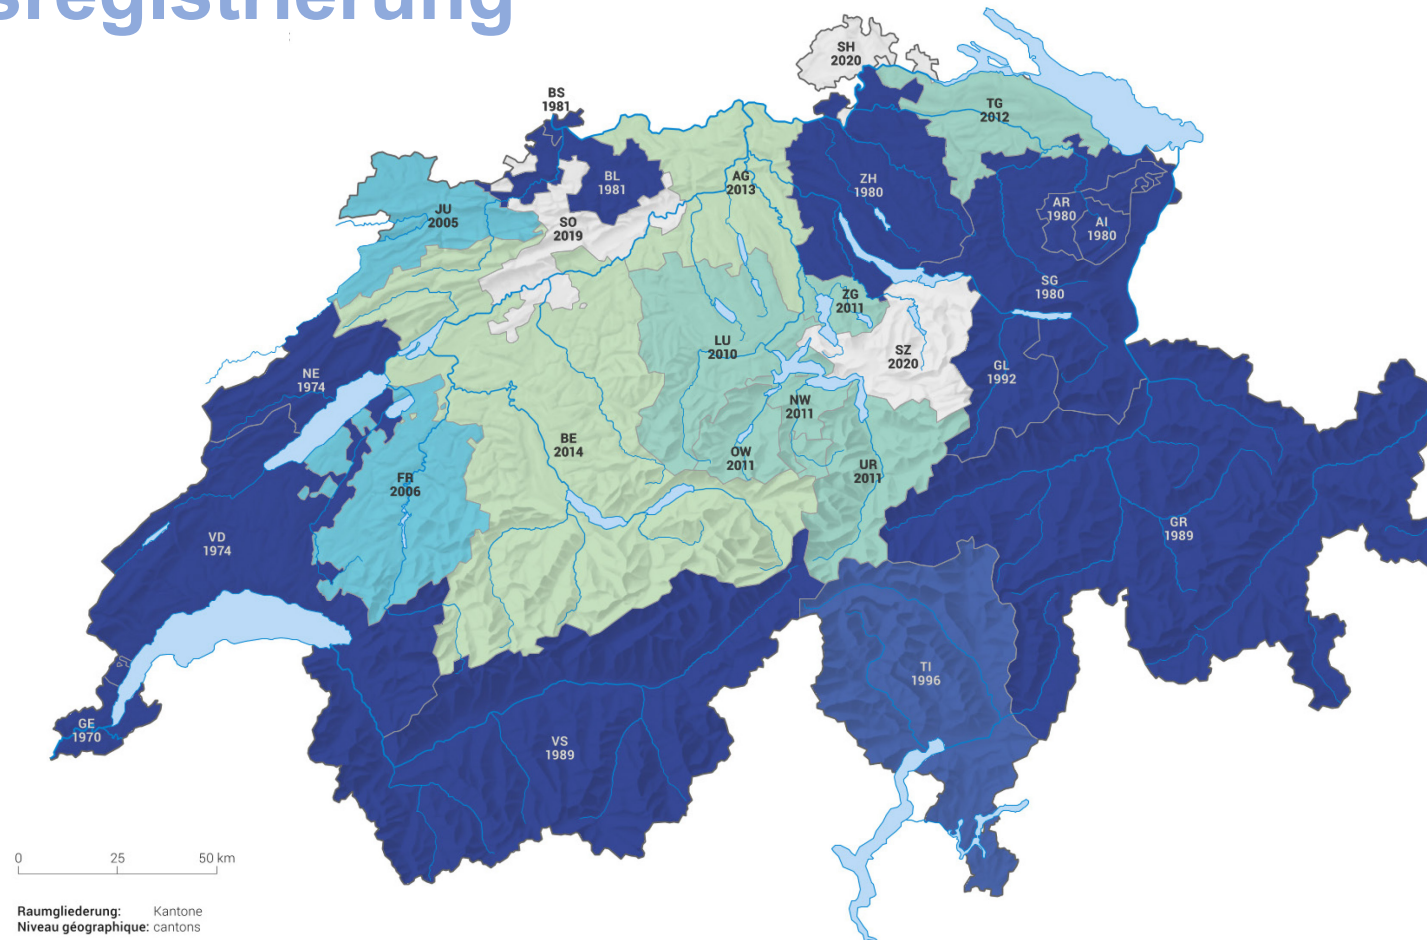 sregistrierung
SH
2020
BS
1981
TG
2012
BL
1981
AG
2013
ZH
1980
JU
2005
SO
2019
AR
1980
AI
1980
SG
1980
ZG
2011
LU
2010
SZ
2020
GL
1992
NE
1974
NW
2011
BE
2014
OW
2011
UR
2011
FR
2006
GR
1989
VD
1974
TI
1996
GE
1970
VS
1989
0 25 50 km
Raumgliederung: Kantone
Niveau géographique: cantons